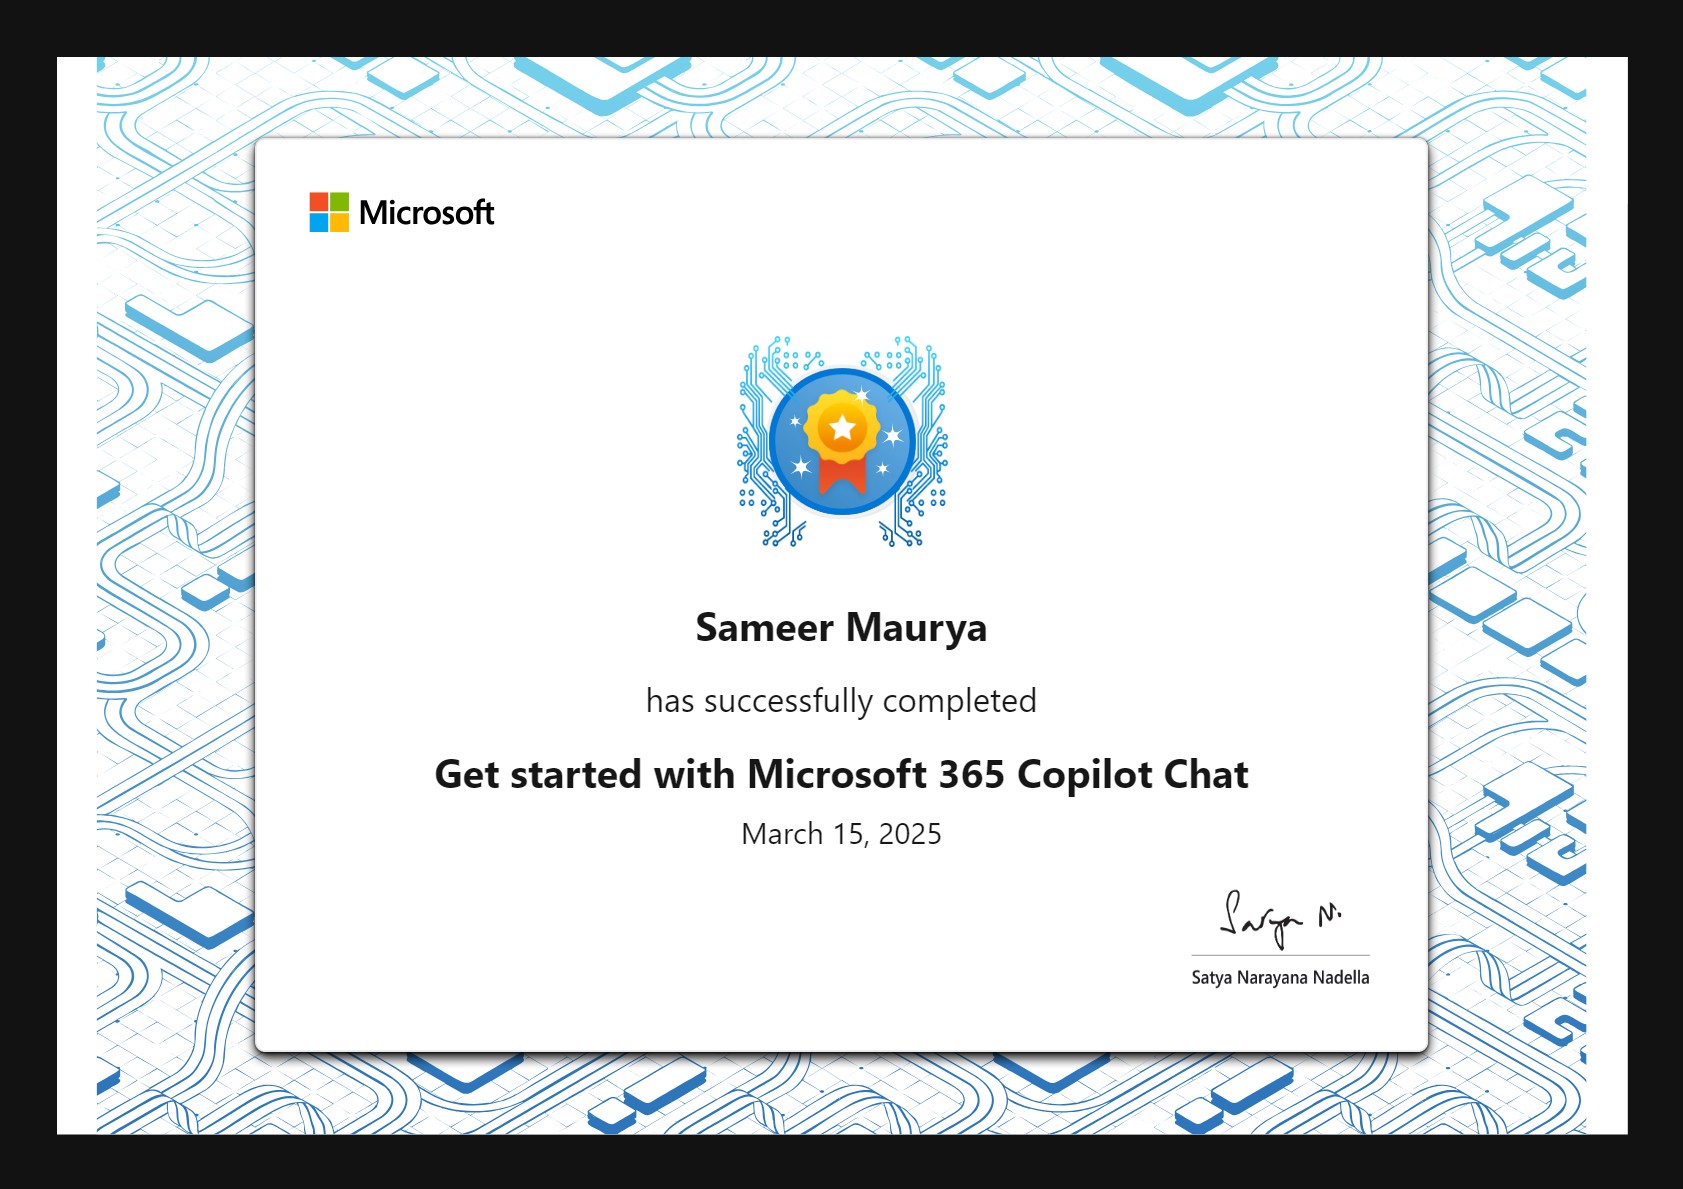 Microsoft
Sameer Maurya
has successfully completed
Get started with Microsoft 365 Copilot Chat
March 15, 2025
Satya N.
Satya Narayana Nadella